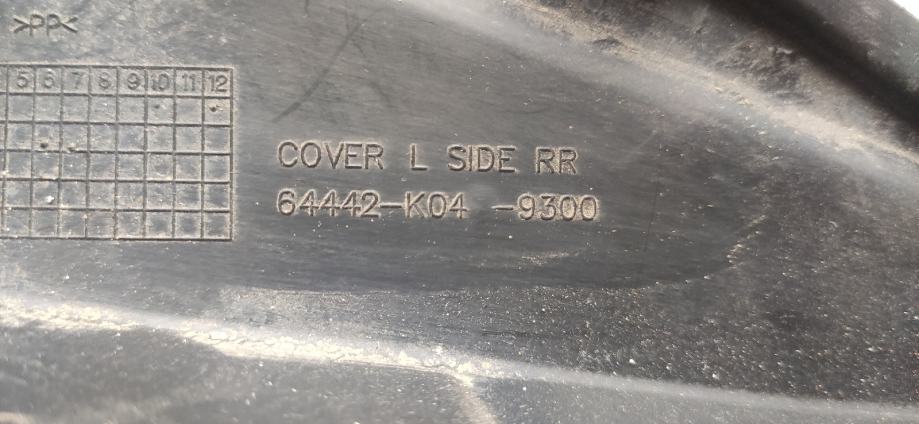 >PP<
5 6 7 8 9 10 11 12
COVER L SIDE RR
64442-K04 -9300